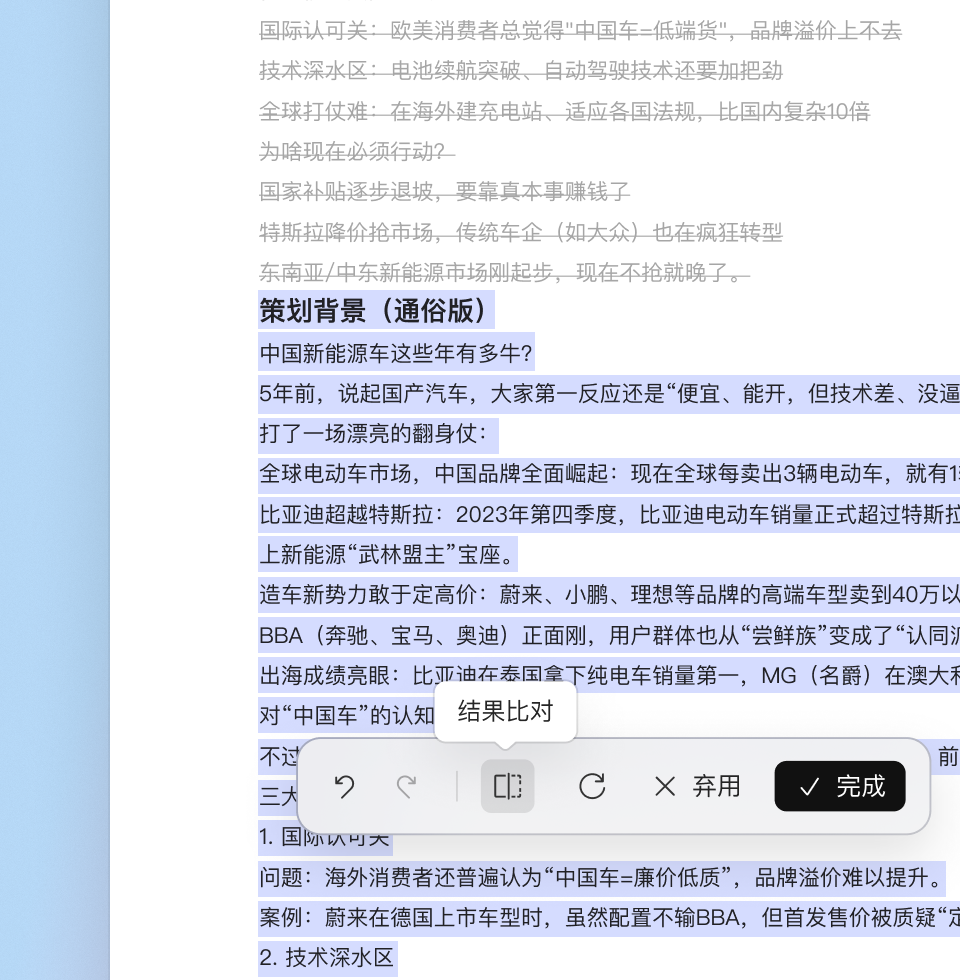 国际认可关：欧美消费者总觉得"中国车=低端货"，品牌溢价上不去
技术深水区：电池续航突破、自动驾驶技术还要加把劲
全球打仗难：在海外建充电站、适应各国法规，比国内复杂10倍
为啥现在必须行动？
国家补贴逐步退坡，要靠真本事赚钱了
特斯拉降价抢市场，传统车企（如大众）也在疯狂转型
东南亚/中东新能源市场刚起步，现在不抢就晚了。
策划背景（通俗版）
中国新能源车这些年有多牛？
5年前，说起国产汽车，大家第一反应还是“便宜、能开，但技术差、没逼
打了一场漂亮的翻身仗：
全球电动车市场，中国品牌全面崛起：现在全球每卖出3辆电动车，就有1
比亚迪超越特斯拉：2023年第四季度，比亚迪电动车销量正式超过特斯拉
上新能源“武林盟主”宝座。
造车新势力敢于定高价：蔚来、小鹏、理想等品牌的高端车型卖到40万以
BBA（奔驰、宝马、奥迪）正面刚，用户群体也从“尝鲜族”变成了“认同派
出海成绩亮眼：比亚迪在泰国拿下纯电车销量第一，MG（名爵）在澳大利
对“中国车”的认知
结果比对
不过
前
弃用
完成
三大
1. 国际认可关
问题：海外消费者还普遍认为“中国车=廉价低质”，品牌溢价难以提升。
案例：蔚来在德国上市车型时，虽然配置不输BBA，但首发售价被质疑“定
2. 技术深水区